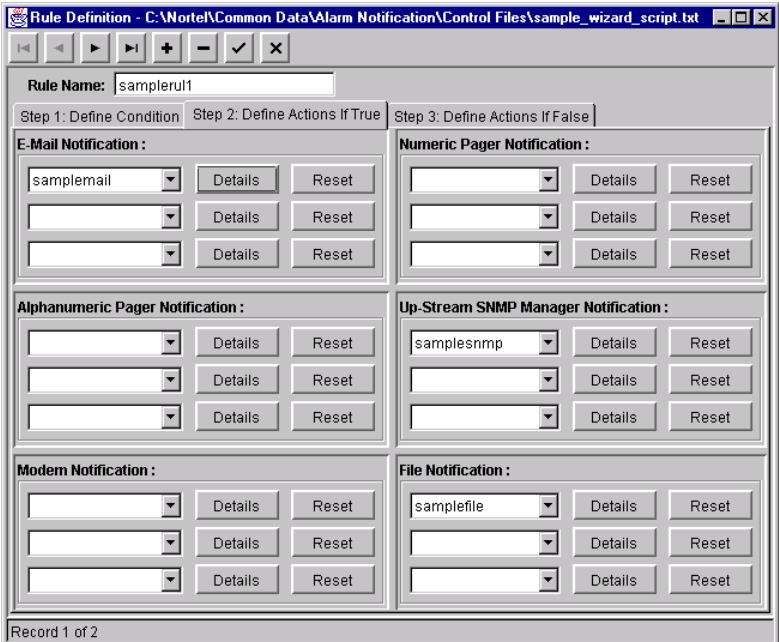 Rule Definition - C:\Nortel\Common Data\Alarm Notification\Control Files\sample_wizard_script.txt
Rule Name: samplerul1
Step 1: Define Condition Step 2: Define Actions If True Step 3: Define Actions If False
E-Mail Notification :
samplemail Details Reset
Details Reset
Details Reset
Numeric Pager Notification :
Details Reset
Details Reset
Details Reset
Alphanumeric Pager Notification :
Details Reset
Details Reset
Details Reset
Up-Stream SNMP Manager Notification :
samplesnmp Details Reset
Details Reset
Details Reset
Modem Notification :
Details Reset
Details Reset
Details Reset
File Notification :
samplefile Details Reset
Details Reset
Details Reset
Record 1 of 2